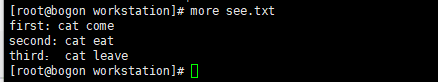 [root@bogon workstation]# more see.txt
first: cat come
second: cat eat
third： cat leave
[root@bogon workstation]#